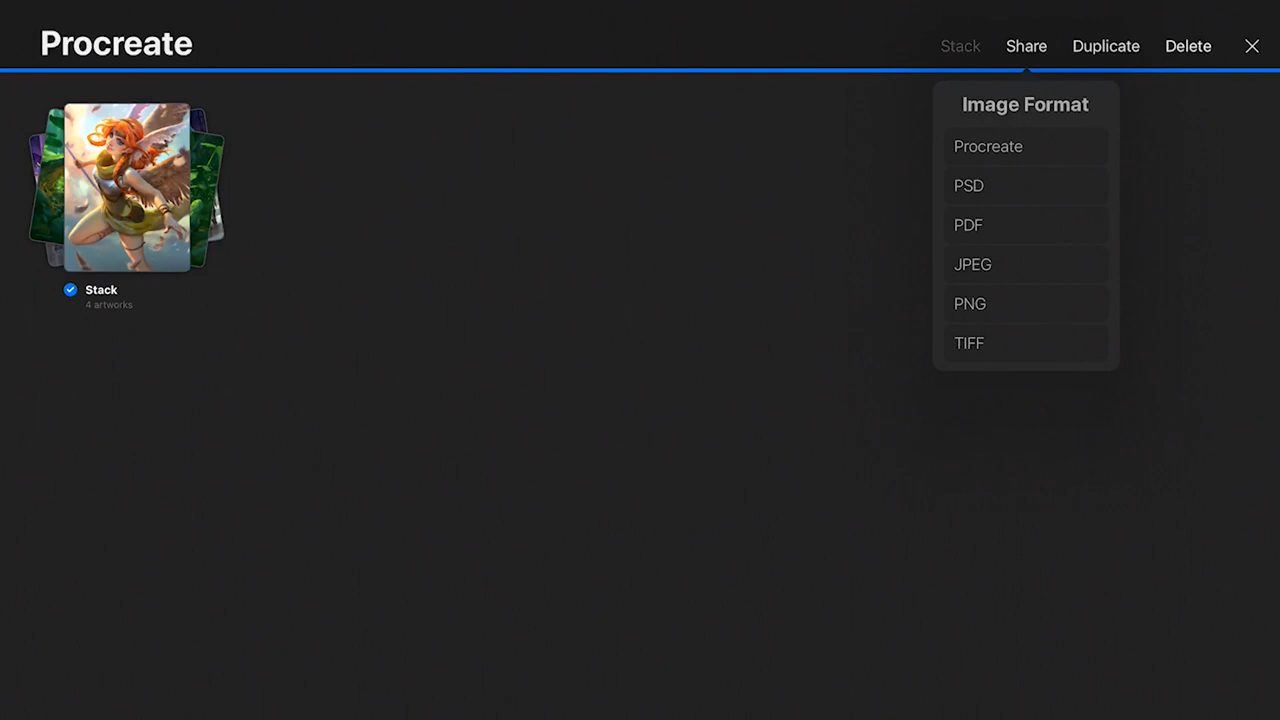 Procreate
Stack
Share
Duplicate
Delete
Image Format
Procreate
PSD
PDF
JPEG
PNG
TIFF
Stack
4 artworks